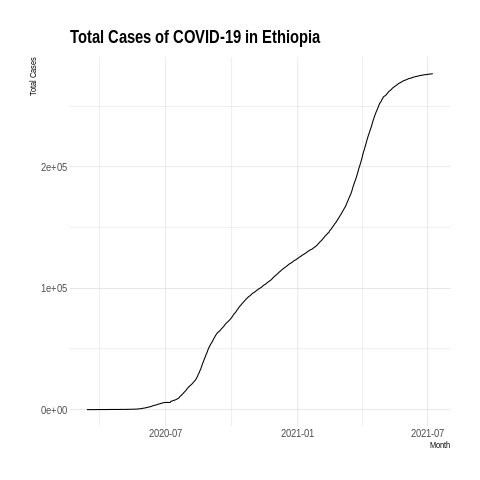 Total Cases of COVID-19 in Ethiopia
Total Cases
2e+05
1e+05
0e+00
2020-07
2021-01
2021-07
Month